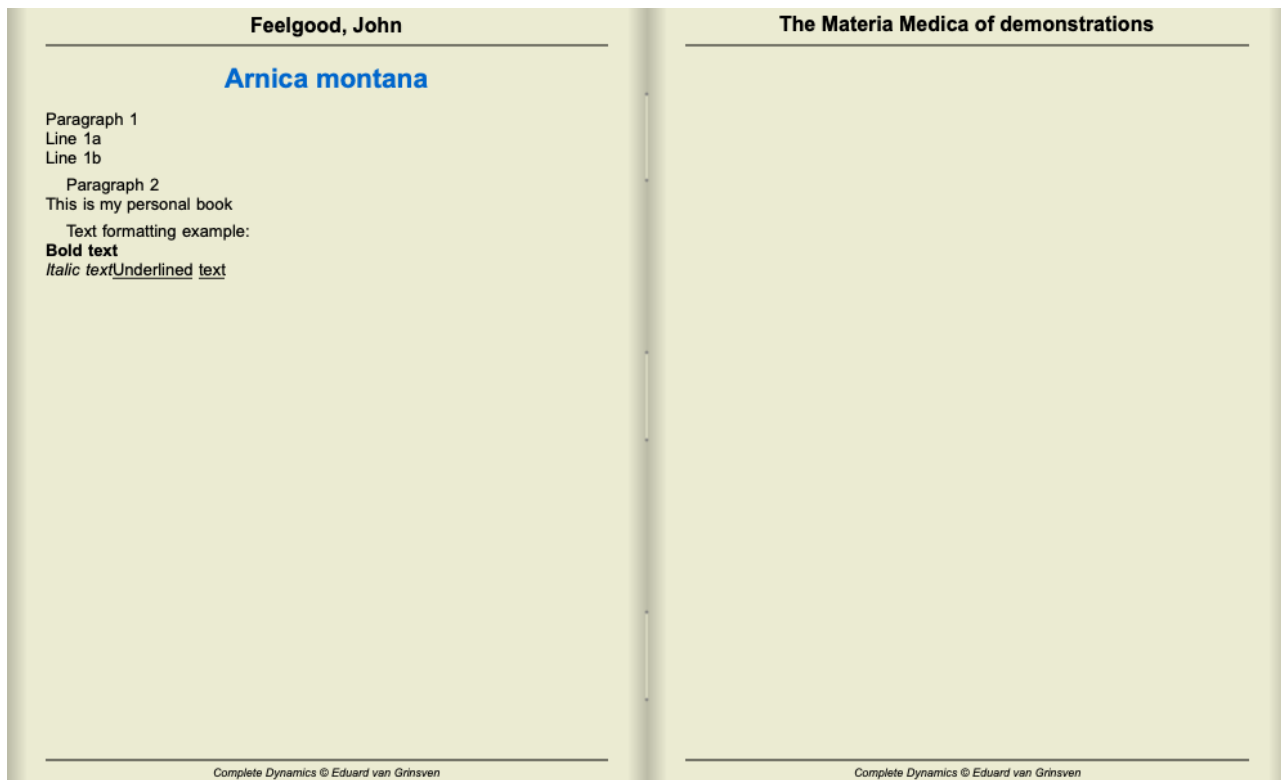 Feelgood, John
Arnica montana
Paragraph 1
Line 1a
Line 1b
Paragraph 2
This is my personal book
Text formatting example:
Bold text
Italic textUnderlined text
Complete Dynamics © Eduard van Grinsven
The Materia Medica of demonstrations
Complete Dynamics © Eduard van Grinsven